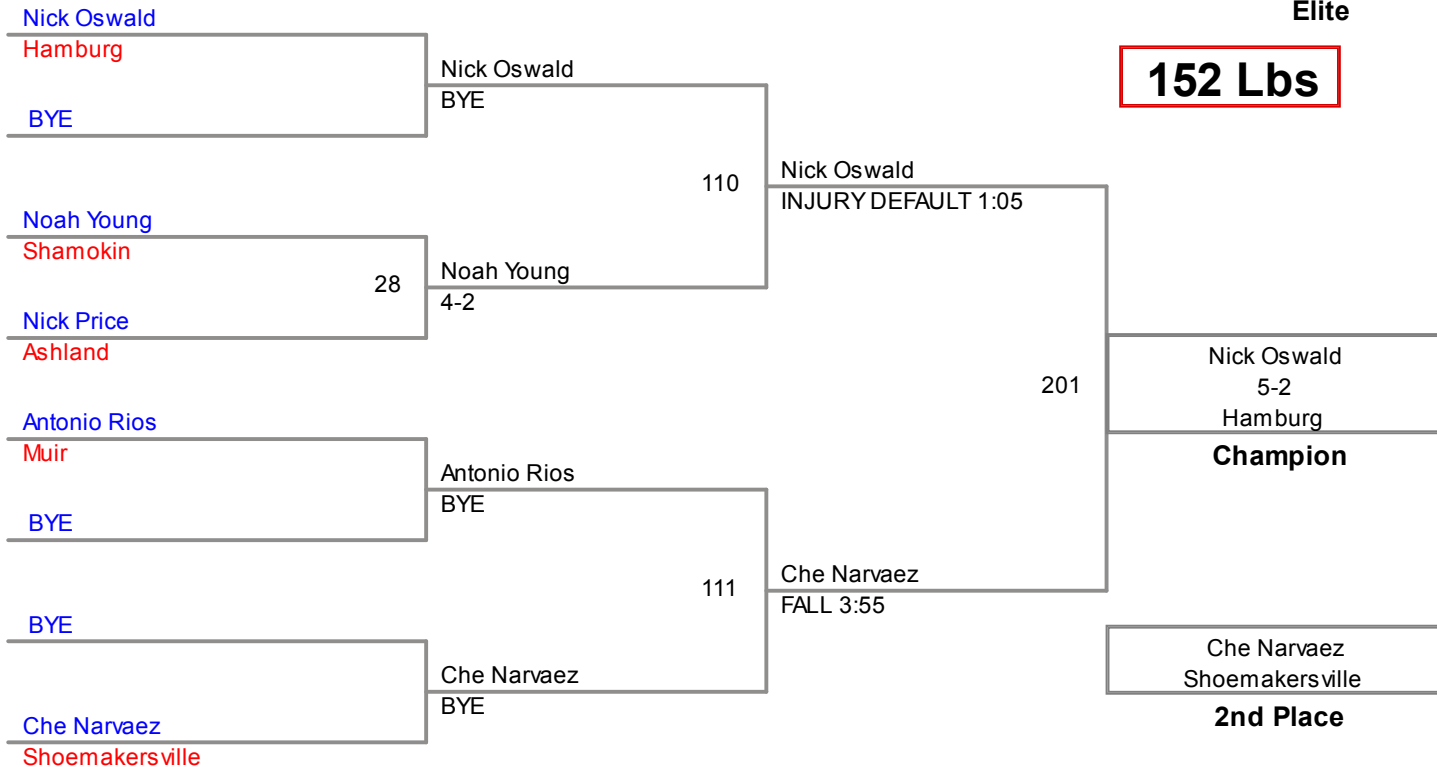 Elite
152 Lbs
Nick Oswald
Hamburg
BYE
Noah Young
Shamokin
Nick Price
Ashland
Antonio Rios
Muir
BYE
BYE
Che Narvaez
Shoemakersville
28
Nick Oswald
BYE
Noah Young
4-2
Antonio Rios
BYE
Che Narvaez
BYE
110
111
Nick Oswald
INJURY DEFAULT 1:05
Che Narvaez
FALL 3:55
201
Nick Oswald
5-2
Hamburg
Champion
Che Narvaez
Shoemakersville
2nd Place